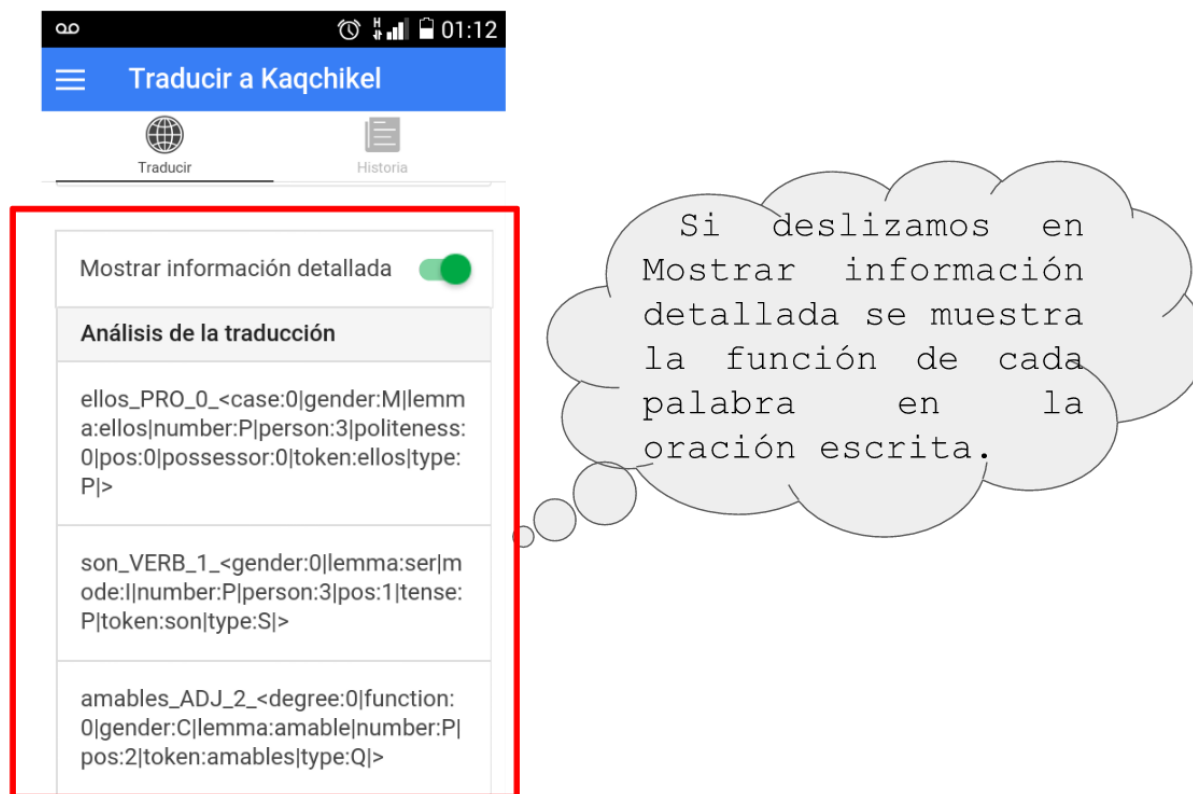 01:12
Traducir a Kaqchikel
Traducir
Historia
Mostrar información detallada
Análisis de la traducción
ellos_PRO_0_<case:0|gender:M|lemm
a:ellos|number:P|person:3|politeness:
0|pos:0|possessor:0|token:ellos|type:
P|>
son_VERB_1_<gender:0|lemma:ser|m
ode:I|number:P|person:3|pos:1|tense:
P|token:son|type:S|>
amables_ADJ_2_<degree:0|function:
0|gender:C|lemma:amable|number:P|
pos:2|token:amables|type:Q|>
Si deslizamos en
Mostrar información
detallada se muestra
la función de cada
palabra en la
oración escrita.